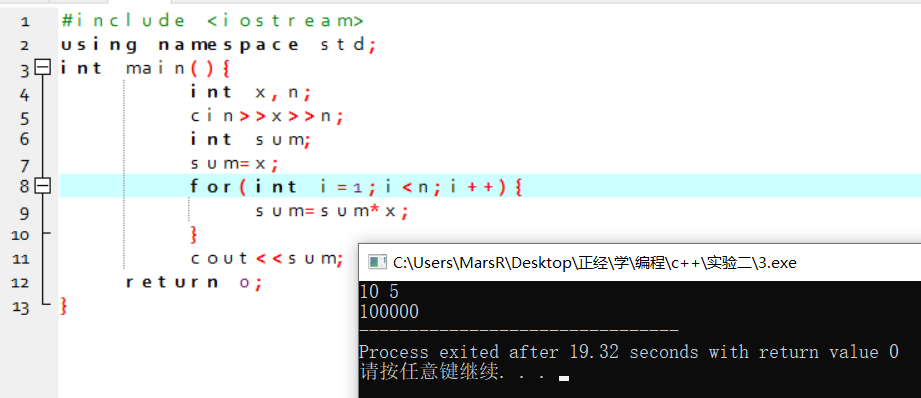 1 #include <iostream>
2 using namespace std;
3 int main(){
4 int x,n;
5 cin>>x>>n;
6 int sum;
7 sum=x;
8 for(int i=1;i<n;i++){
9 sum=sum*x;
10 }
11 cout<<sum;
12 return 0;
13 }
C:\Users\MarsR\Desktop\正经\学\编程\c++\实验二\3.exe
10 5
100000
--------------------------------
Process exited after 19.32 seconds with return value 0
请按任意键继续. . .